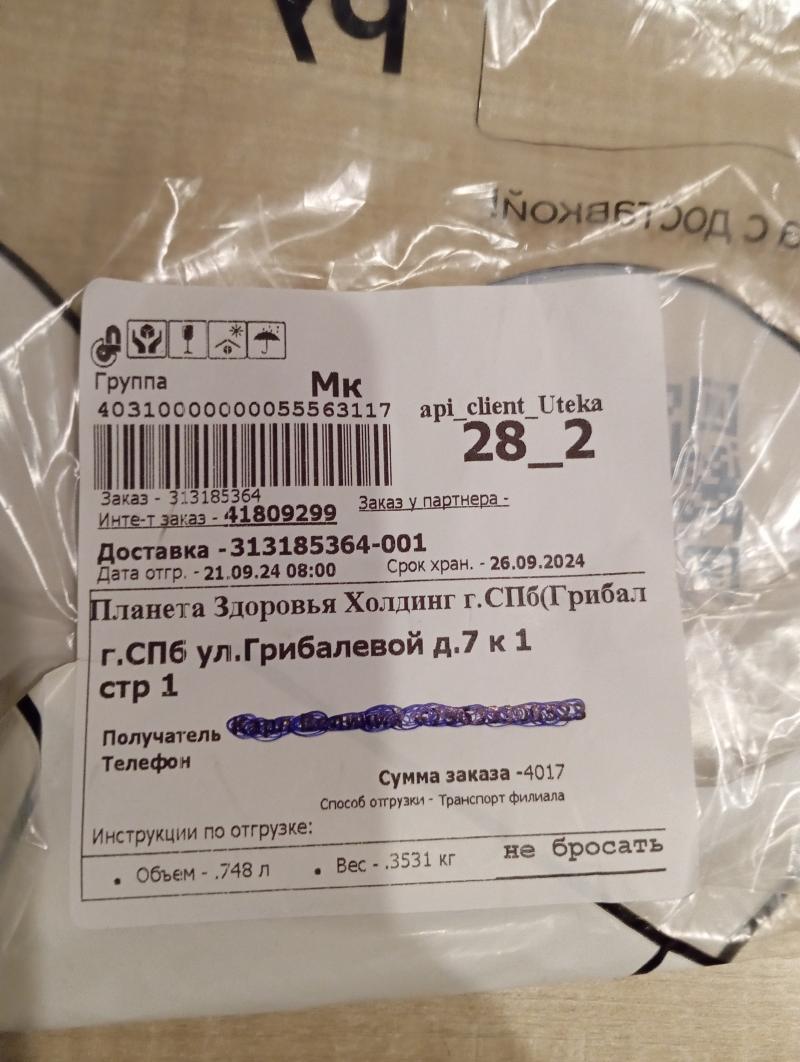 а с доставкой!
Группа Мк
40310000000055563117 api_client_Uteka
28_2
Заказ - 313185364
Заказ у партнера -
Инте-т заказ - 41809299
Доставка - 313185364-001
Дата отгр. - 21.09.24 08:00 Срок хран. - 26.09.2024
Планета Здоровья Холдинг г.СПб(Грибал
г.СПб ул.Грибалевой д.7 к 1
стр 1
Получатель
Телефон
Сумма заказа -4017
Способ отгрузки - Транспорт филиала
Инструкции по отгрузке:
• Объем - .748 л • Вес - .3531 кг не бросать